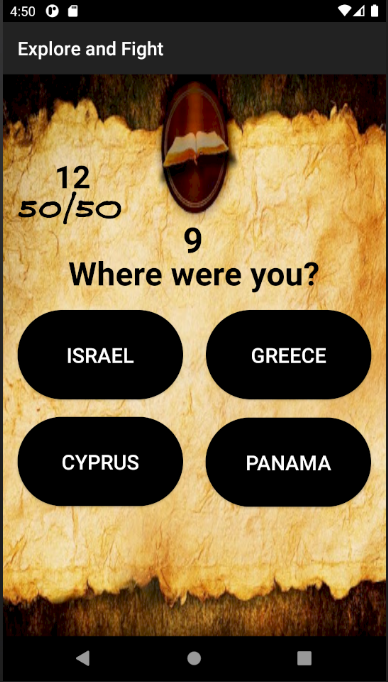 4:50
Explore and Fight
12
50/50
9
Where were you?
ISRAEL
GREECE
CYPRUS
PANAMA